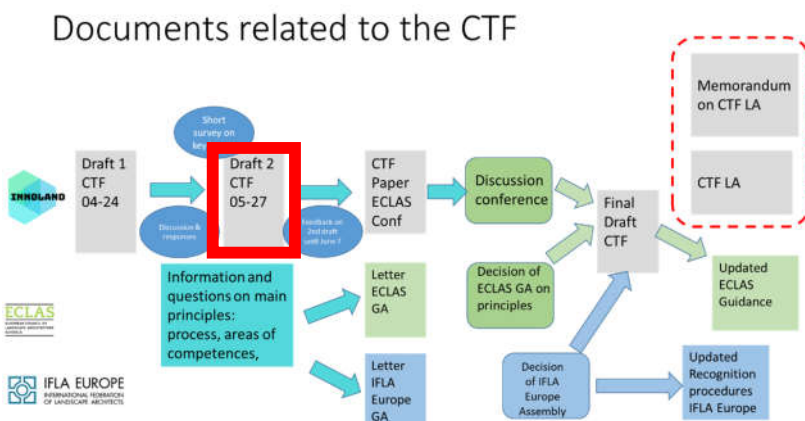 Documents related to the CTF
Memorandum
on CTF LA
CTF LA
Short
survey on
INNOLAND
Draft 1
CTF
04-24
Draft 2
CTF
05-27
CTF
Paper
ECLAS
Conf
Discussion
conference
Final
Draft
CTF
Discussion &
responses
Feedback on
2nd draft
until June 7
Information and
questions on main
principles:
process, areas of
competences,
Letter
ECLAS
GA
Decision of
ECLAS GA on
principles
Updated
ECLAS
Guidance
ECLAS
EUROPEAN COUNCIL OF
LANDSCAPE ARCHITECTURE
SCHOOLS
IFLA EUROPE
INTERNATIONAL FEDERATION
OF LANDSCAPE ARCHITECTS
Letter
IFLA
Europe
GA
Decision
of IFLA
Europe
Assembly
Updated
Recognition
procedures
IFLA Europe